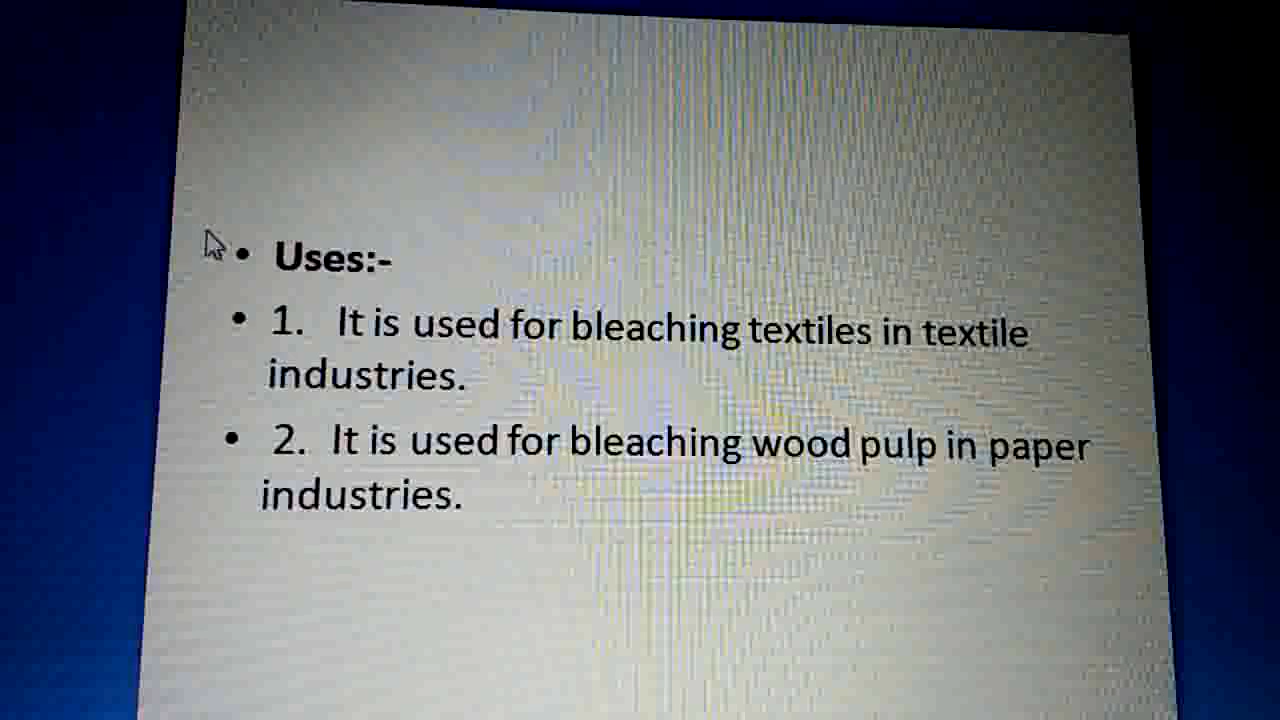 • Uses:-
• 1. It is used for bleaching textiles in textile
industries.
• 2. It is used for bleaching wood pulp in paper
industries.